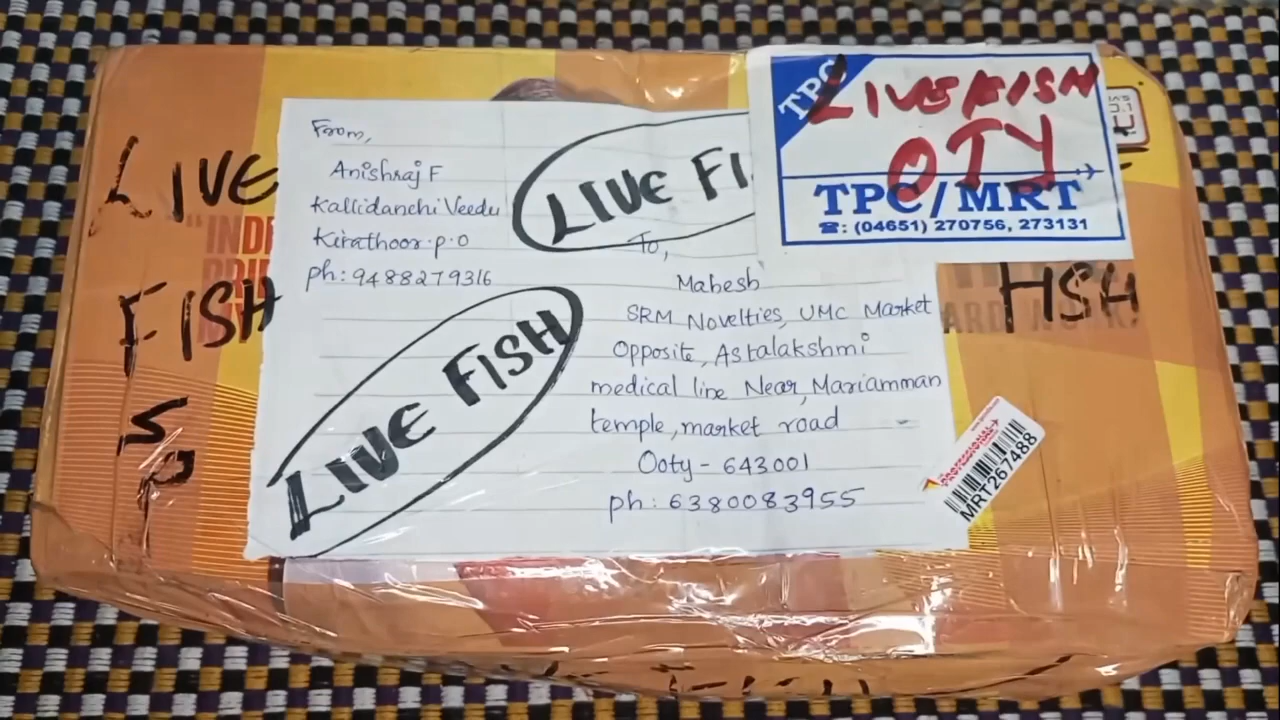 From,
Anishraj F
Kallidanchi Veedu
Kirathoor.p.o
ph: 9488279316
LIVE FI
To,
Mahesh
SRM Novelties, UMC Market
Opposite, Astalakshmi
medical line Near, Mariamman
temple, market road
Ooty - 643001
ph: 6380083955
LIVE FISH
TPC
LIVE FISH
OTY
TPC/MRT
☎: (04651) 270756, 273131
LIVE
FISH
"INDI
PROFESSIONAL
MRT267488